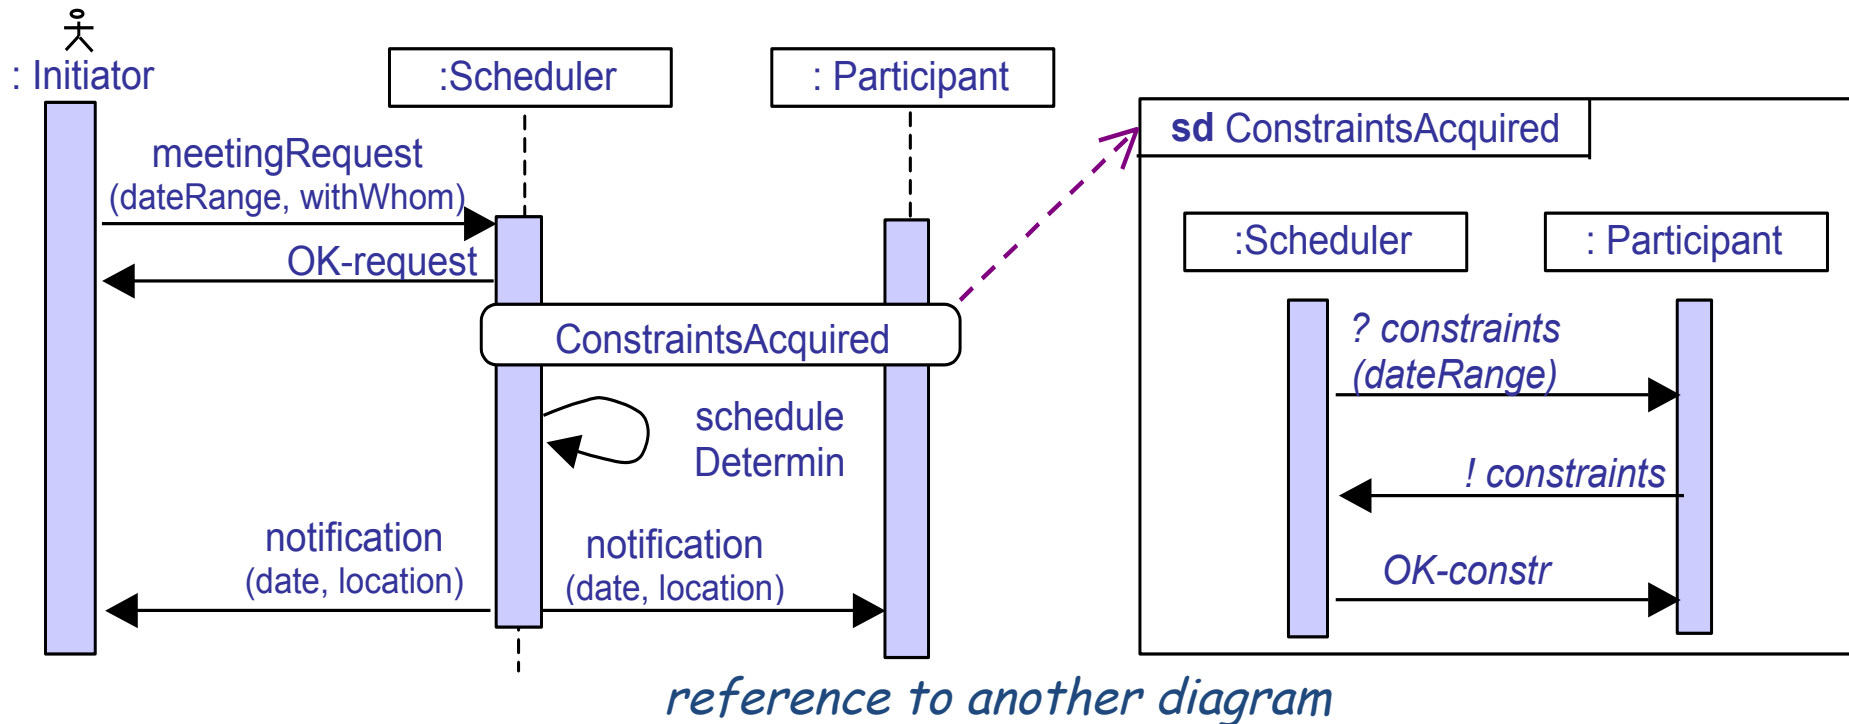 : Initiator
:Scheduler
: Participant
meetingRequest
(dateRange, withWhom)
OK-request
ConstraintsAcquired
schedule
Determin
notification
(date, location)
notification
(date, location)
sd ConstraintsAcquired
:Scheduler
: Participant
? constraints
(dateRange)
! constraints
OK-constr
reference to another diagram